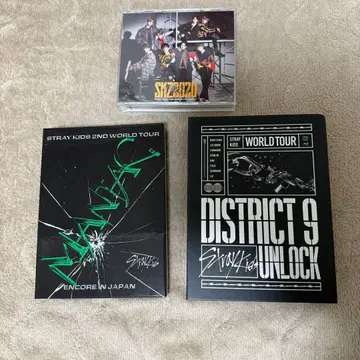 SKZ2020
STRAY KIDS 2ND WORLD TOUR
MANIAC
Stray Kids
ENCORE IN JAPAN
STRAY KIDS
WORLD TOUR
DISTRICT 9
Stray Kids
UNLOCK